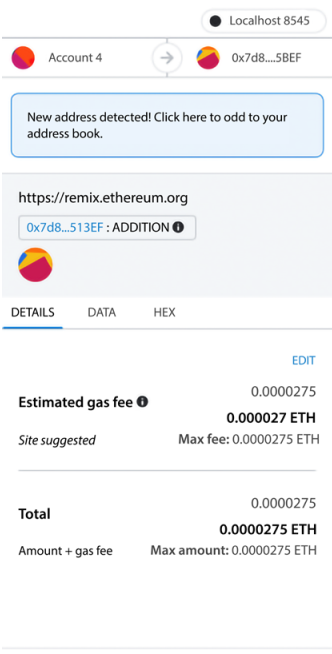 Localhost 8545
Account 4
0x7d8....5BEF
New address detected! Click here to odd to your
address book.
https://remix.ethereum.org
0x7d8...513EF : ADDITION
DETAILS
DATA
HEX
EDIT
0.0000275
Estimated gas fee
0.000027 ETH
Site suggested
Max fee: 0.0000275 ETH
0.0000275
Total
0.0000275 ETH
Amount + gas fee
Max amount: 0.0000275 ETH